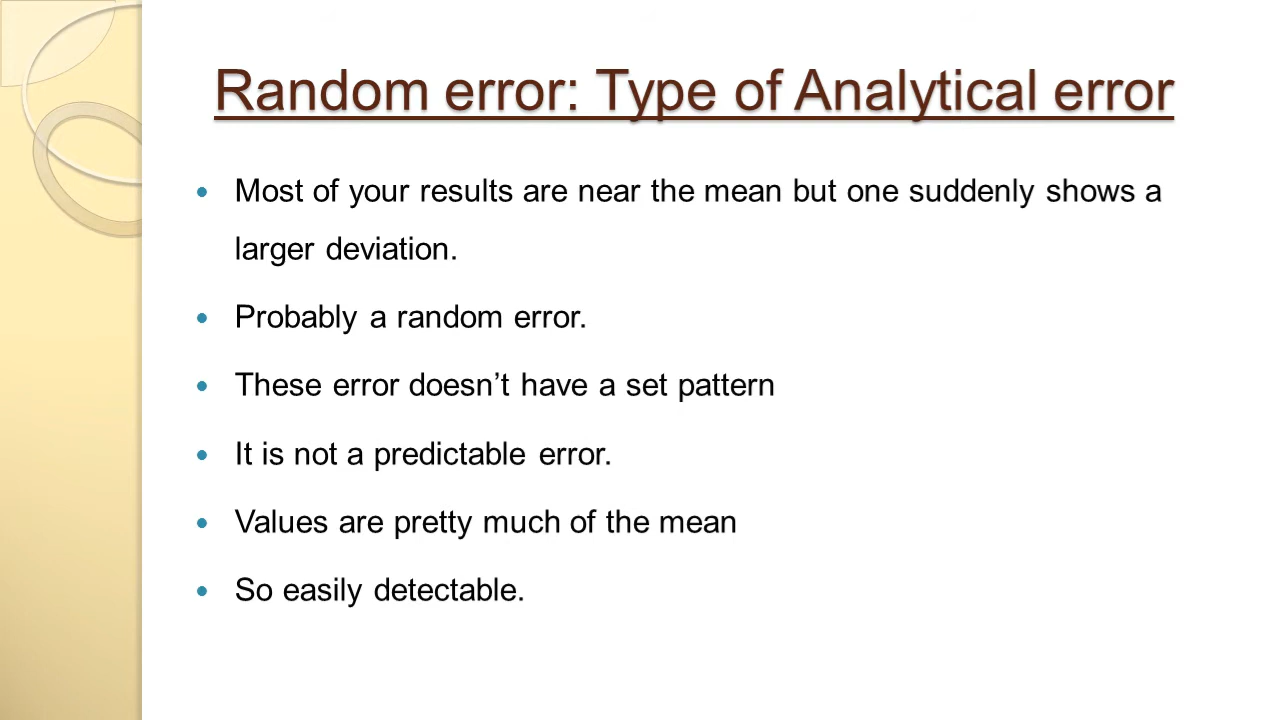 Random error: Type of Analytical error
Most of your results are near the mean but one suddenly shows a
larger deviation.
Probably a random error.
These error doesn’t have a set pattern
It is not a predictable error.
Values are pretty much of the mean
So easily detectable.